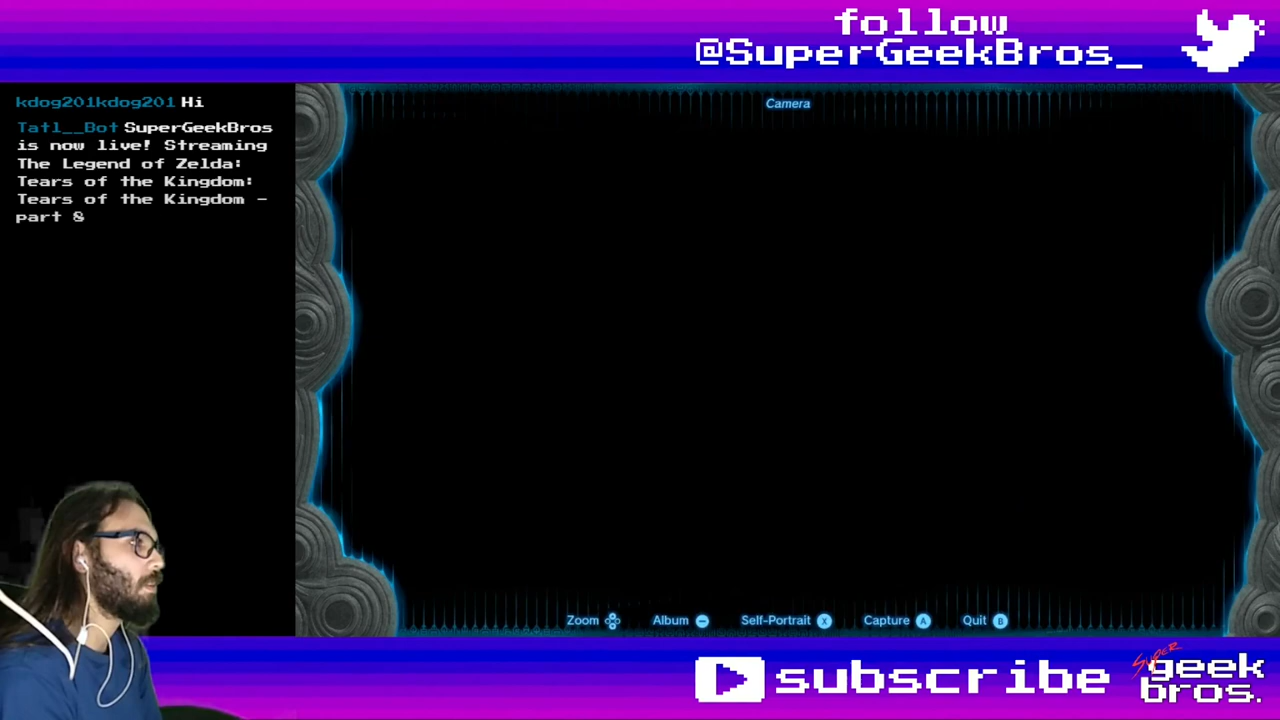 follow
@SuperGeekBros_
kdog201kdog201 Hi
Tatl__Bot SuperGeekBros
is now live! Streaming
The Legend of Zelda:
Tears of the Kingdom:
Tears of the Kingdom -
part 8
Camera
Zoom Album Self-Portrait X Capture A Quit B
subscribe
SUPER
geek
bros.